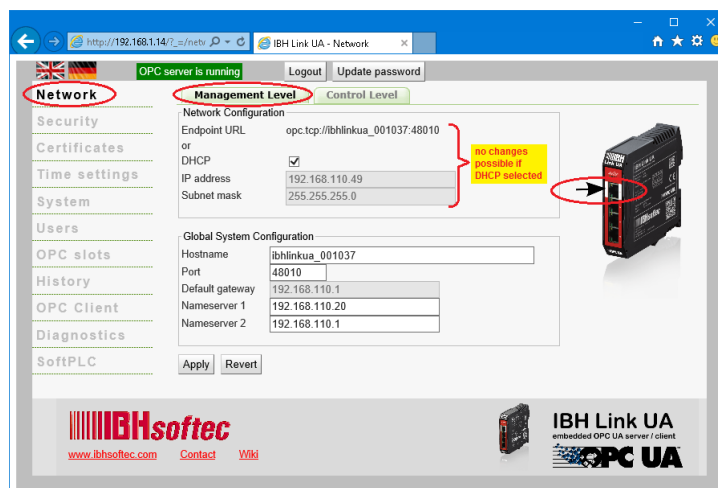 http://192.168.1.14/?_=/netv
IBH Link UA - Network
OPC server is running
Logout
Update password
Network
Management Level
Control Level
Security
Network Configuration
Endpoint URL opc.tcp://ibhlinkua_001037:48010
or
DHCP
IP address 192.168.110.49
Subnet mask 255.255.255.0
no changes
possible if
DHCP selected
Certificates
Time settings
System
Users
OPC slots
History
OPC Client
Diagnostics
SoftPLC
Global System Configuration
Hostname ibhlinkua_001037
Port 48010
Default gateway 192.168.110.1
Nameserver 1 192.168.110.20
Nameserver 2 192.168.110.1
Apply Revert
IBHsoftec
www.ibhsoftec.com Contact Wiki
IBH Link UA
embedded OPC UA server / client
OPC UA